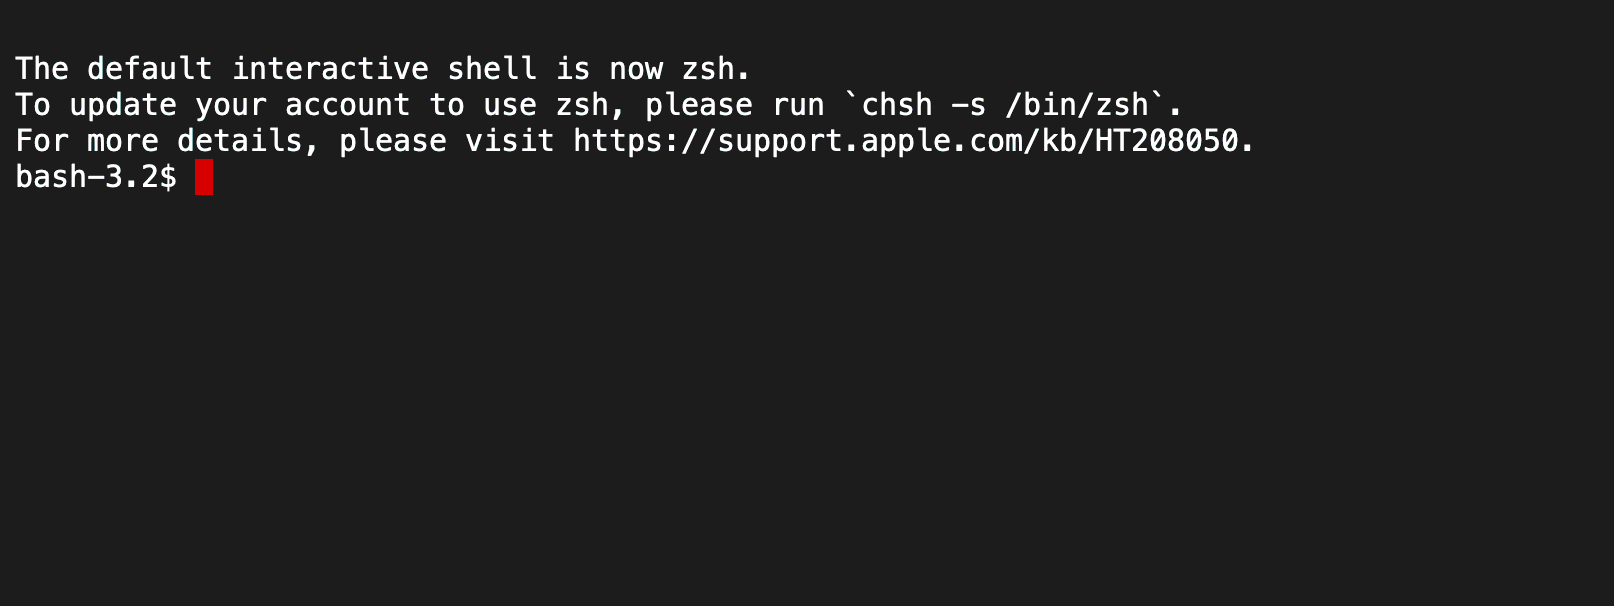 The default interactive shell is now zsh.
To update your account to use zsh, please run `chsh -s /bin/zsh`.
For more details, please visit https://support.apple.com/kb/HT208050.
bash-3.2$